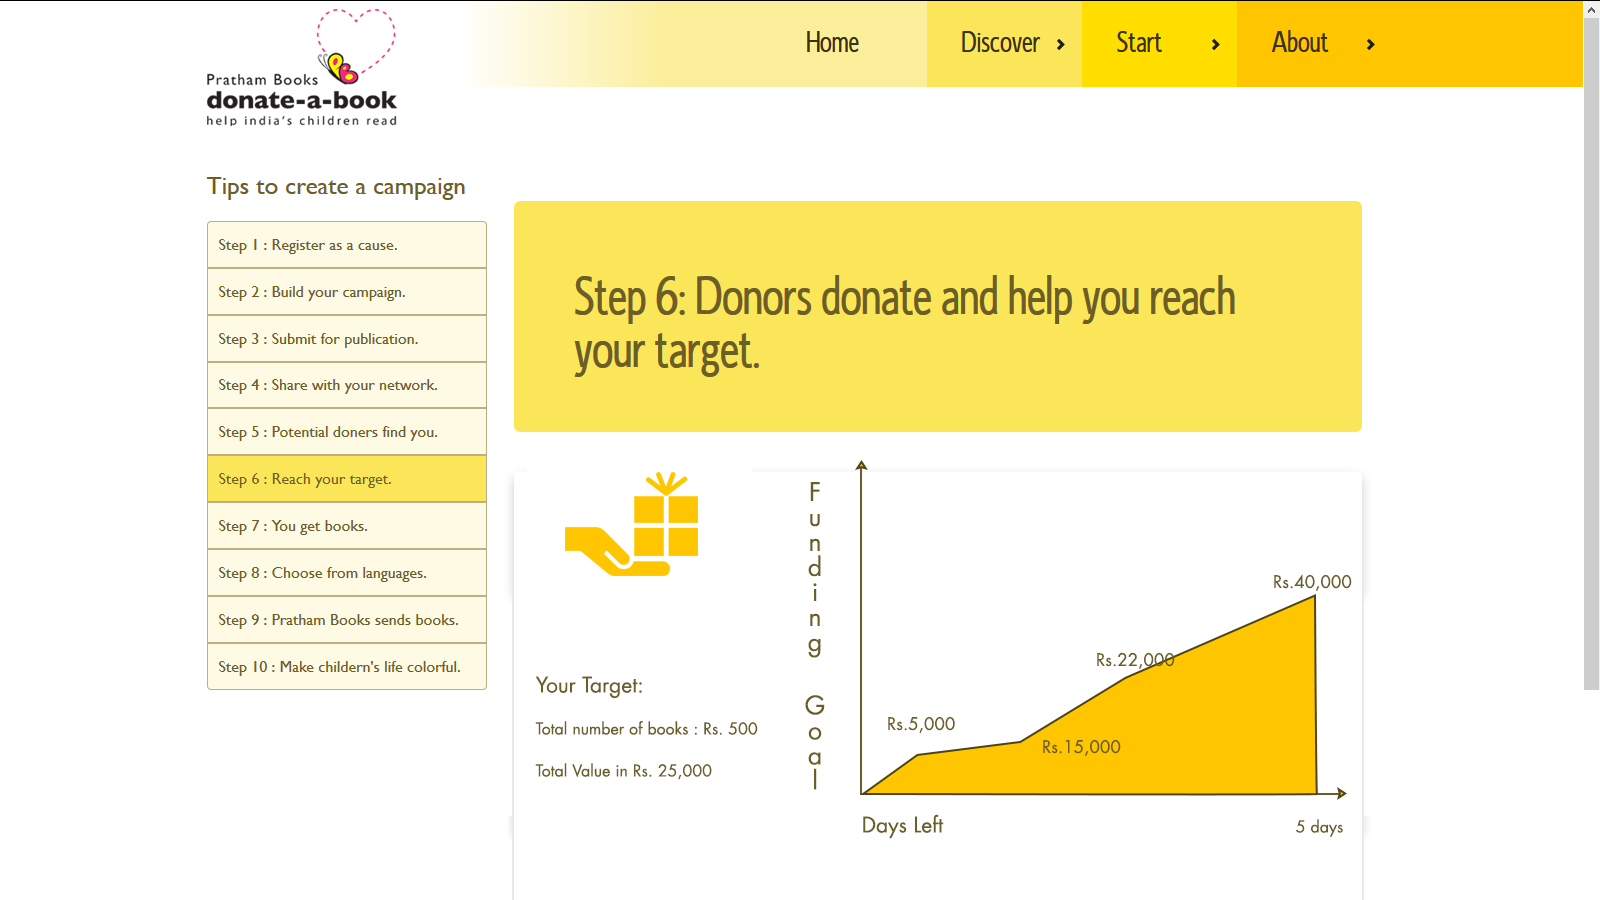 Pratham Books
donate-a-book
help india's children read
Home
Discover
Start
About
Tips to create a campaign
Step 1 : Register as a cause.
Step 2 : Build your campaign.
Step 3 : Submit for publication.
Step 4 : Share with your network.
Step 5 : Potential doners find you.
Step 6 : Reach your target.
Step 7 : You get books.
Step 8 : Choose from languages.
Step 9 : Pratham Books sends books.
Step 10 : Make childern's life colorful.
Step 6: Donors donate and help you reach
your target.
Your Target:
Total number of books : Rs. 500
Total Value in Rs. 25,000
Funding Goal
Rs.5,000
Rs.15,000
Rs.22,000
Rs.40,000
Days Left
5 days